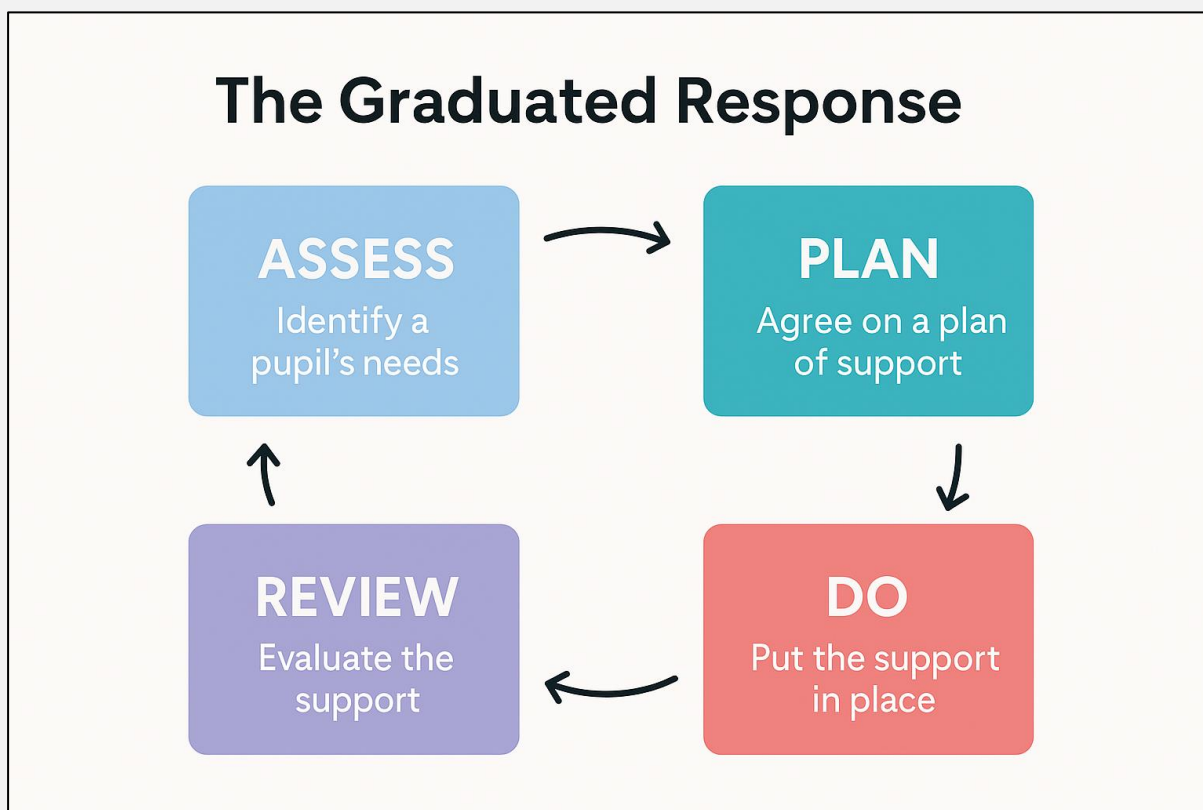 The Graduated Response
ASSESS
Identify a
pupil’s needs
PLAN
Agree on a plan
of support
DO
Put the support
in place
REVIEW
Evaluate the
support